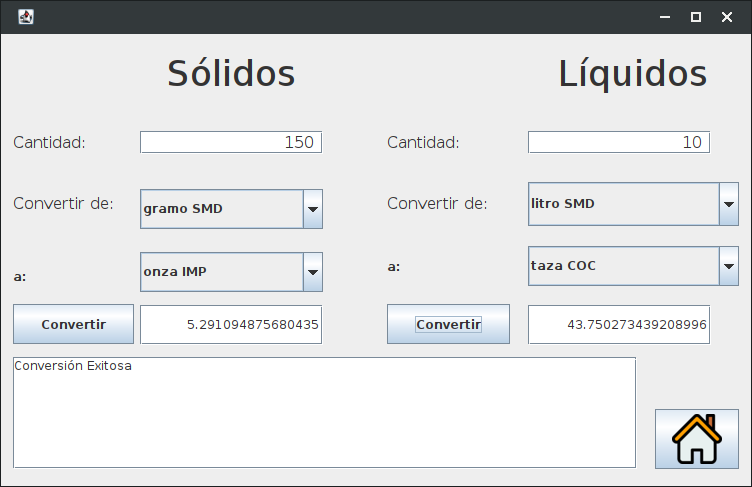 Sólidos
Líquidos
Cantidad:
150
Cantidad:
10
Convertir de:
gramo SMD
Convertir de:
litro SMD
a:
onza IMP
a:
taza COC
Convertir
5.291094875680435
Convertir
43.750273439208996
Conversión Exitosa